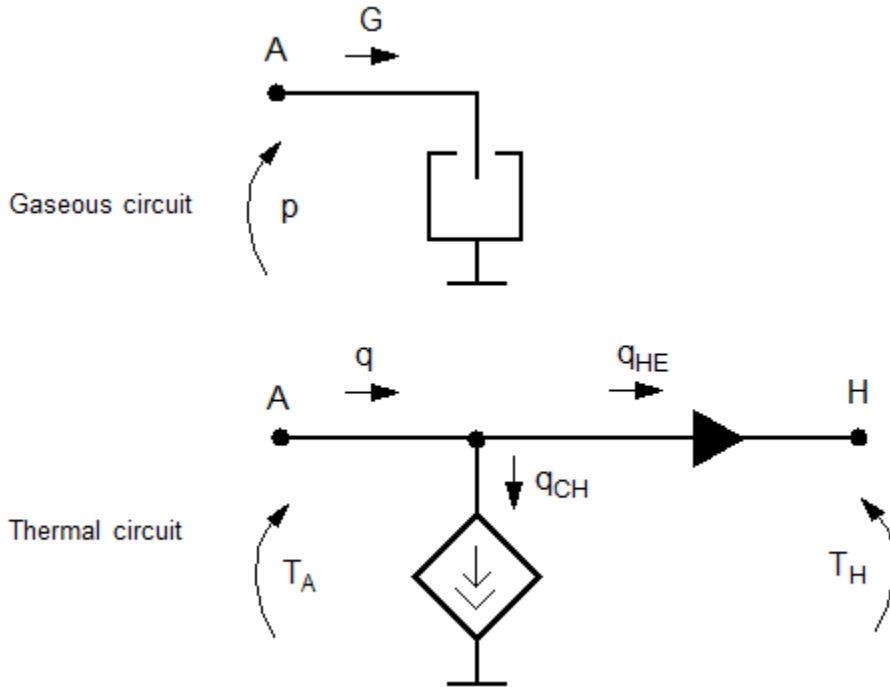 G
A
Gaseous circuit
p
q
q_HE
A
H
q_CH
Thermal circuit
T_A
T_H